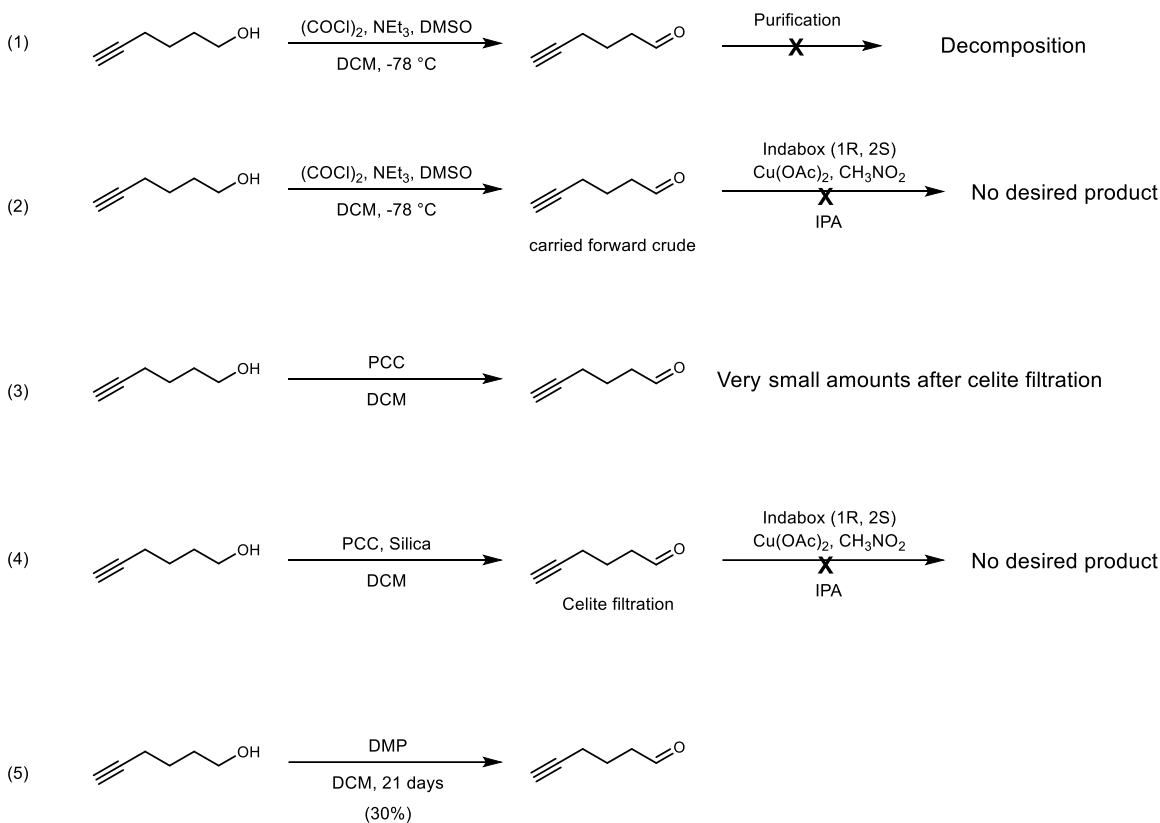 (1)
OH
(COCl)2, NEt3, DMSO
DCM, -78 °C
O
Purification
X
Decomposition
(2)
OH
(COCl)2, NEt3, DMSO
DCM, -78 °C
O
carried forward crude
Indabox (1R, 2S)
Cu(OAc)2, CH3NO2
X
IPA
No desired product
(3)
OH
PCC
DCM
O
Very small amounts after celite filtration
(4)
OH
PCC, Silica
DCM
O
Celite filtration
Indabox (1R, 2S)
Cu(OAc)2, CH3NO2
X
IPA
No desired product
(5)
OH
DMP
DCM, 21 days
(30%)
O